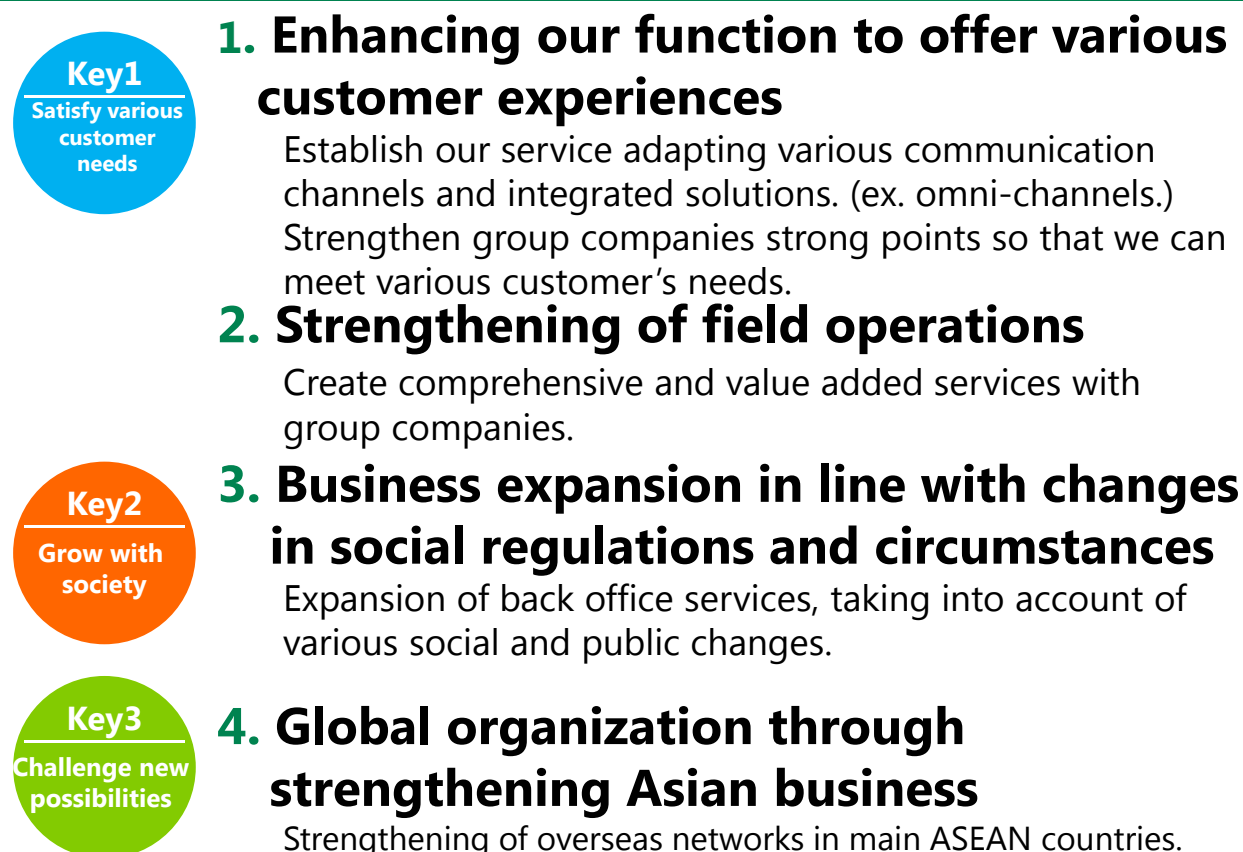 Key1
Satisfy various
customer
needs
1. Enhancing our function to offer various
customer experiences
Establish our service adapting various communication
channels and integrated solutions. (ex. omni-channels.)
Strengthen group companies strong points so that we can
meet various customer’s needs.
2. Strengthening of field operations
Create comprehensive and value added services with
group companies.
Key2
Grow with
society
3. Business expansion in line with changes
in social regulations and circumstances
Expansion of back office services, taking into account of
various social and public changes.
Key3
Challenge new
possibilities
4. Global organization through
strengthening Asian business
Strengthening of overseas networks in main ASEAN countries.